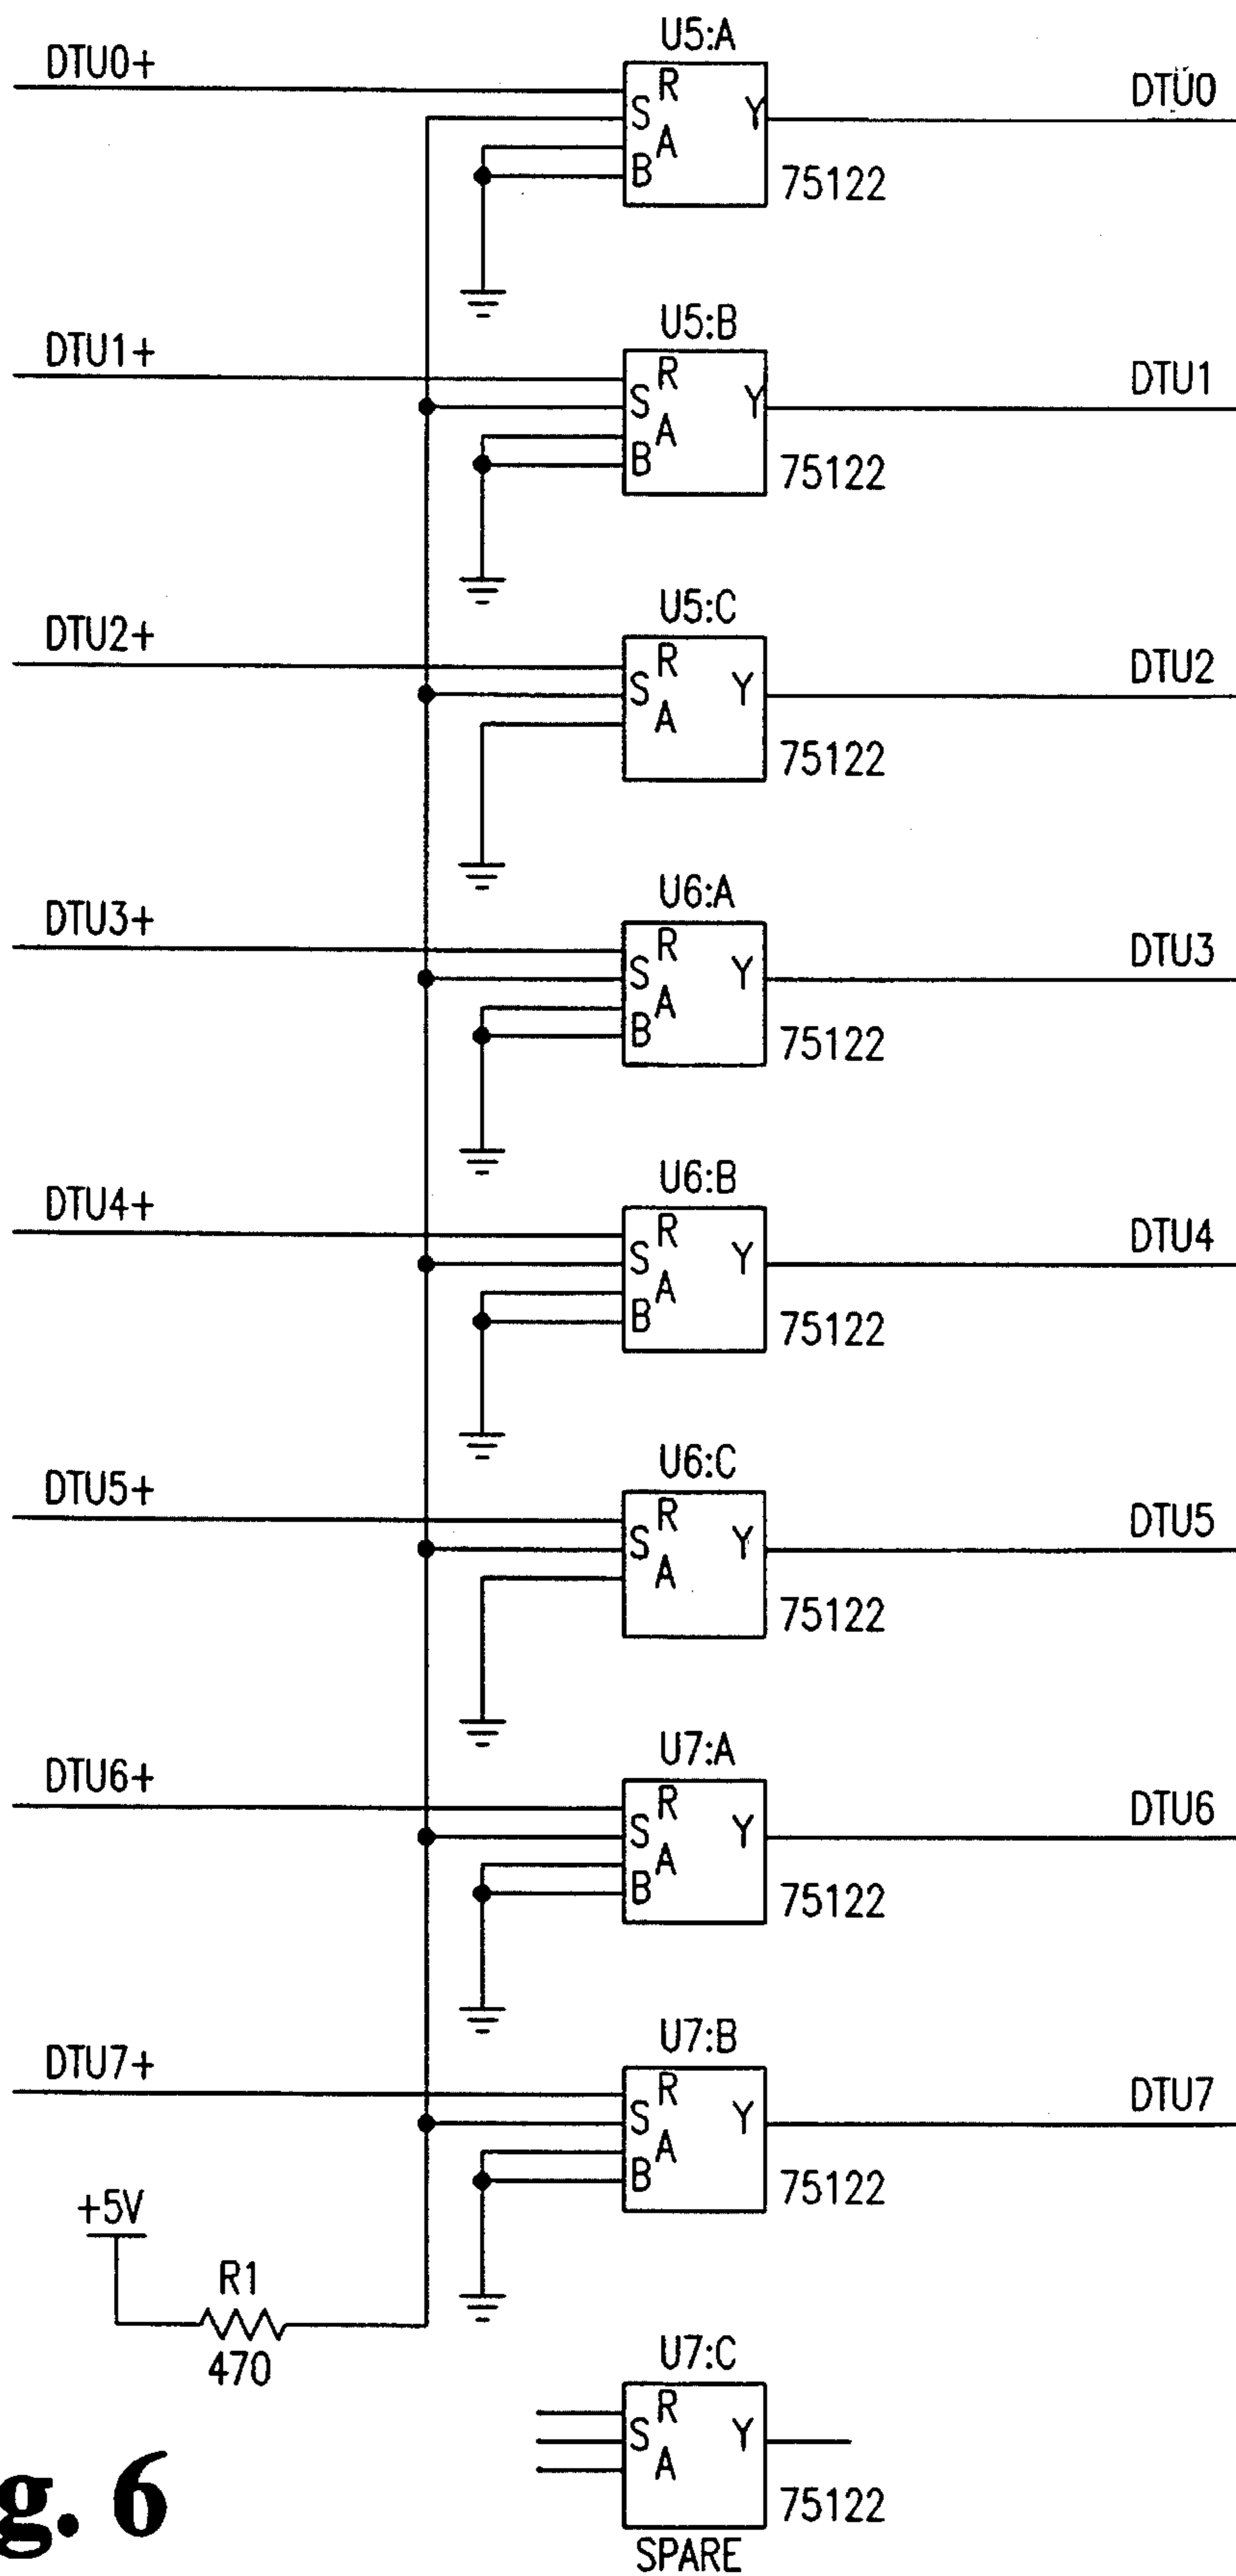 U5:A
DTU0+
R
S
A
B
Y
DTU0
75122
U5:B
DTU1+
R
S
A
B
Y
DTU1
75122
U5:C
DTU2+
R
S
A
Y
DTU2
75122
U6:A
DTU3+
R
S
A
B
Y
DTU3
75122
U6:B
DTU4+
R
S
A
B
Y
DTU4
75122
U6:C
DTU5+
R
S
A
Y
DTU5
75122
U7:A
DTU6+
R
S
A
B
Y
DTU6
75122
U7:B
DTU7+
R
S
A
B
Y
DTU7
75122
+5V
R1
470
U7:C
R
S
A
Y
75122
SPARE
g. 6